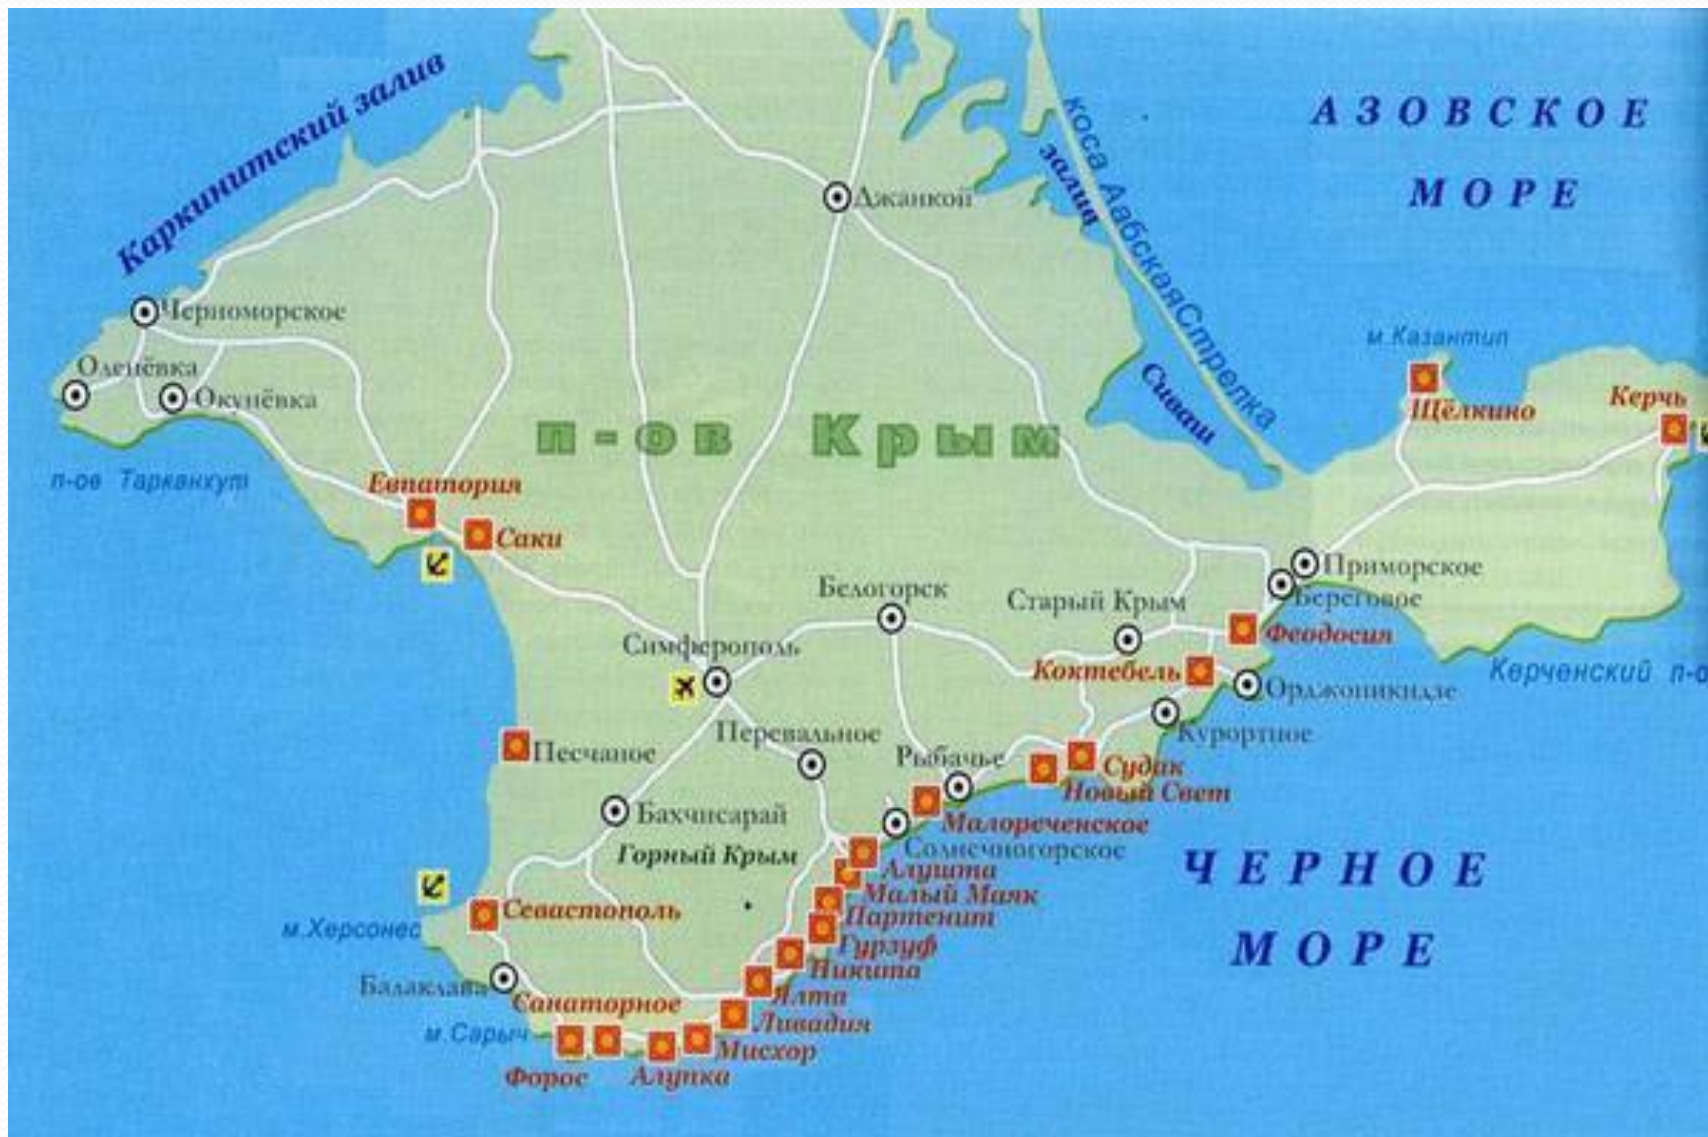 Каркинитский залив
АЗОВСКОЕ
МОРЕ
коса Аабская Стрелка
залив
Джанкой
Черноморское
м.Казантип
Оленёвка
Окунёвка
Щёлкино
Керчь
Сиваш
п-ов Крым
п-ов Тарханкут
Евпатория
Саки
Приморское
Береговое
Белогорск
Старый Крым
Феодосия
Симферополь
Коктебель
Орджоникидзе
Керченский п-о
Курортное
Перевальное
Песчаное
Рыбачье
Судак
Новый Свет
Бахчисарай
Малореченское
Горный Крым
Солнечногорское
ЧЕРНОЕ
МОРЕ
Алушта
Малый Маяк
Партенит
Севастополь
м.Херсонес
Гурзуф
Никита
Балаклава
Санаторное
Ялта
Ливадия
м.Сарыч
Мисхор
Форос
Алупка